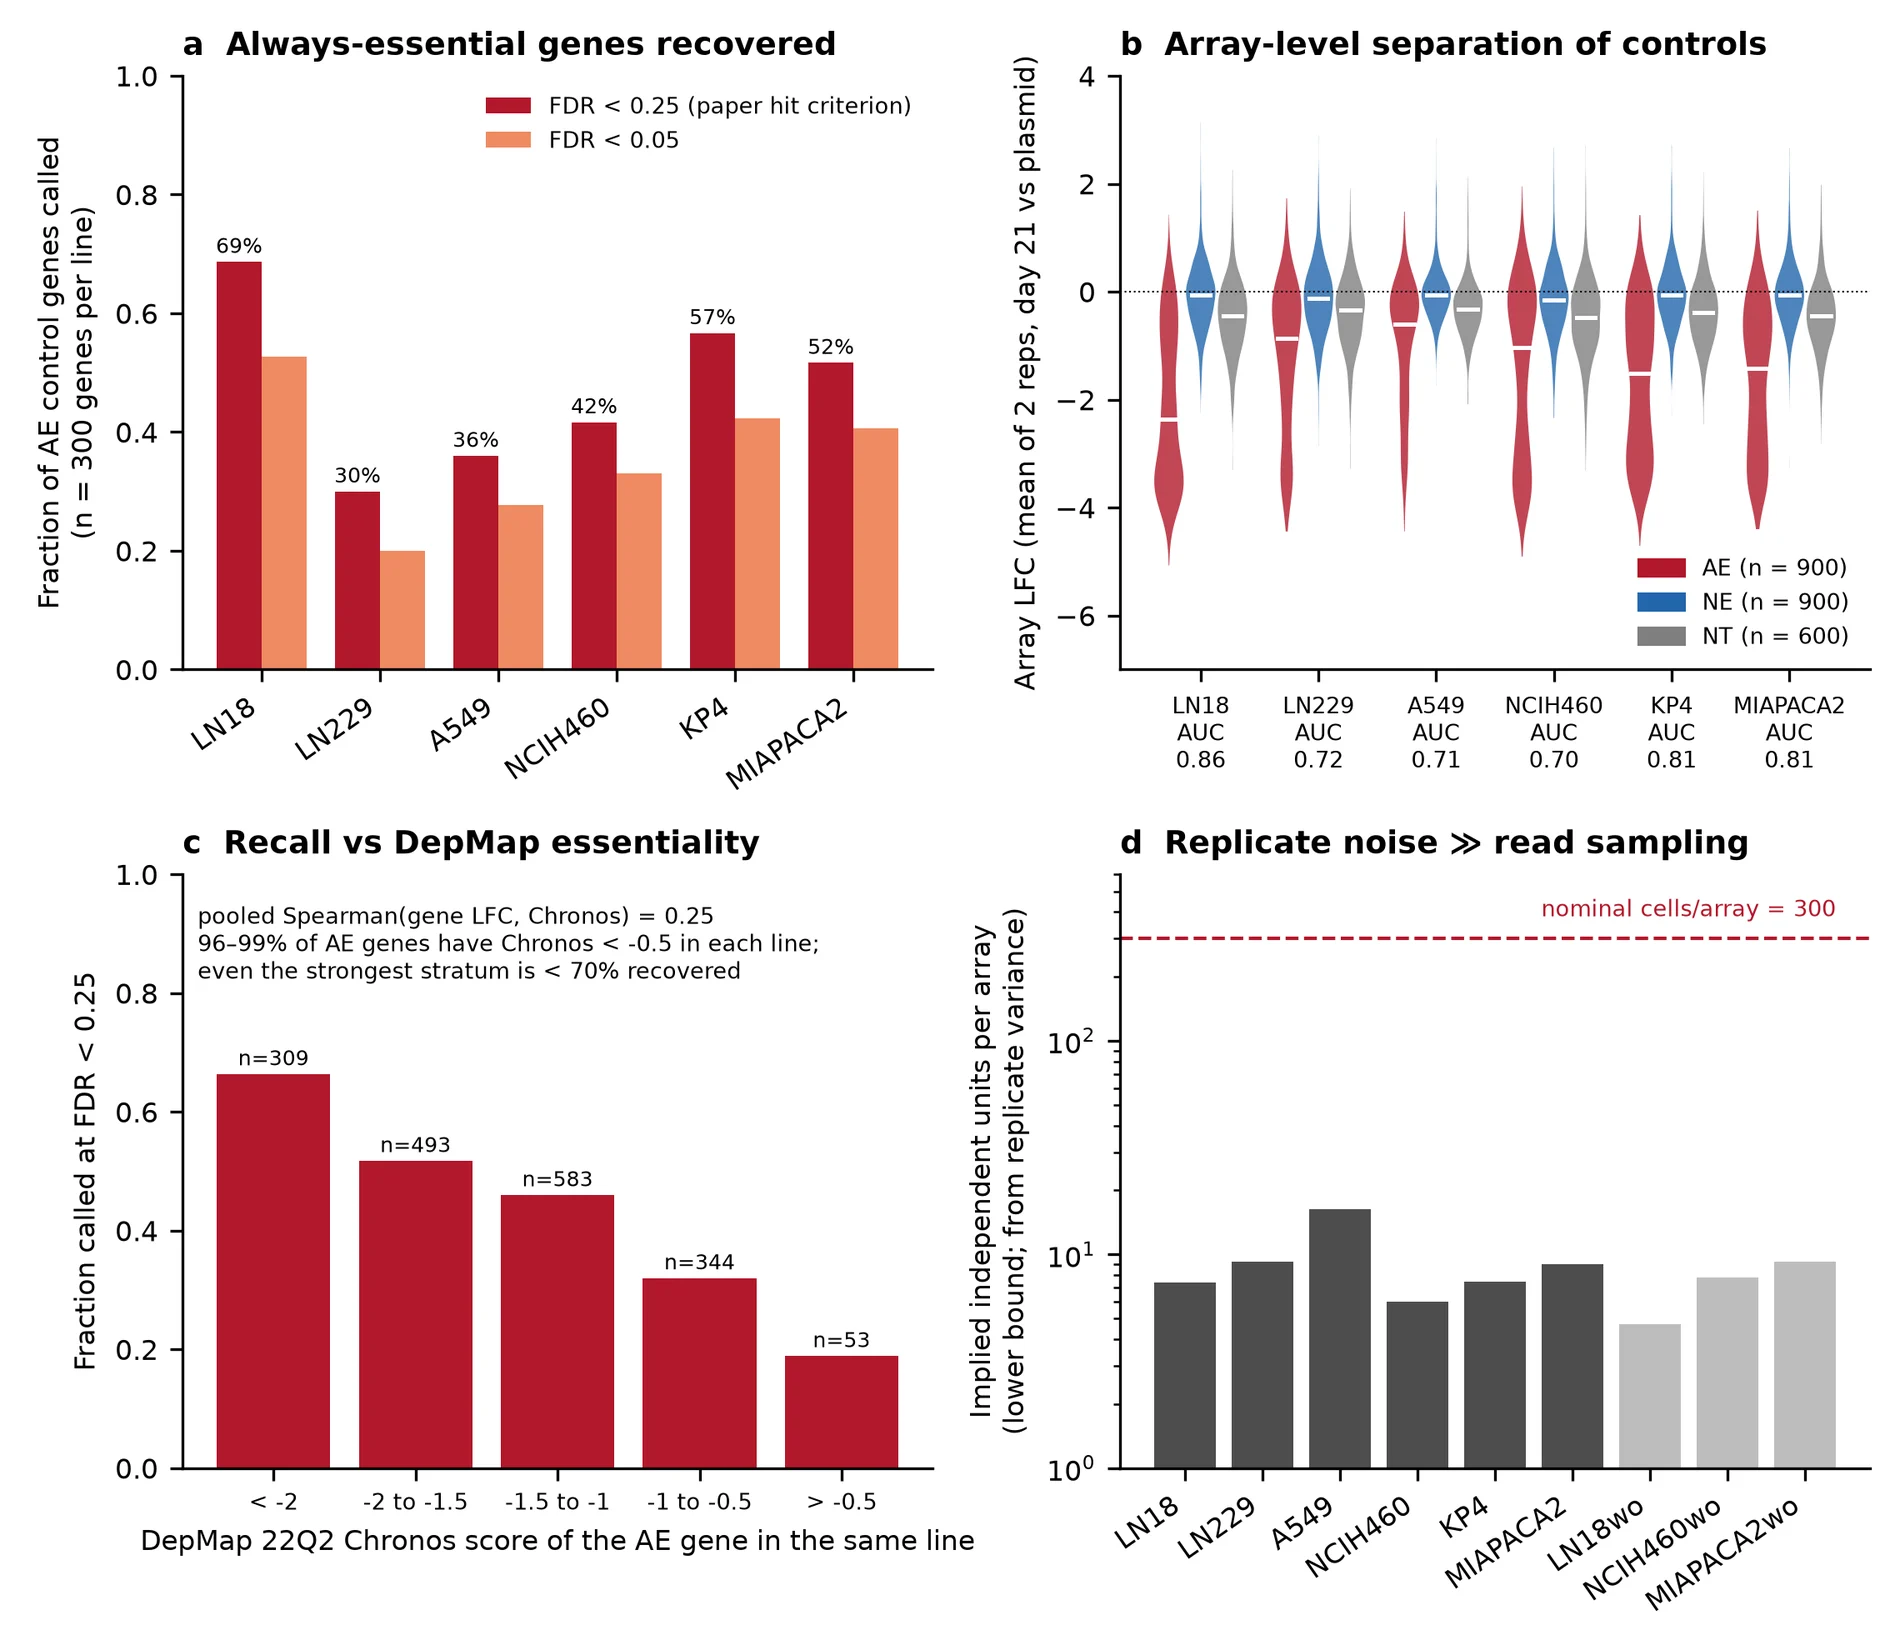 a Always-essential genes recovered
Fraction of AE control genes called
(n = 300 genes per line)
1.0
0.8
0.6
0.4
0.2
0.0
FDR < 0.25 (paper hit criterion)
FDR < 0.05
69%
30%
36%
42%
57%
52%
LN18
LN229
A549
NCIH460
KP4
MIAPACA2
b Array-level separation of controls
Array LFC (mean of 2 reps, day 21 vs plasmid)
4
2
0
−2
−4
−6
AE (n = 900)
NE (n = 900)
NT (n = 600)
LN18
AUC
0.86
LN229
AUC
0.72
A549
AUC
0.71
NCIH460
AUC
0.70
KP4
AUC
0.81
MIAPACA2
AUC
0.81
c Recall vs DepMap essentiality
Fraction called at FDR < 0.25
1.0
0.8
0.6
0.4
0.2
0.0
pooled Spearman(gene LFC, Chronos) = 0.25
96–99% of AE genes have Chronos < -0.5 in each line;
even the strongest stratum is < 70% recovered
n=309
n=493
n=583
n=344
n=53
< -2
-2 to -1.5
-1.5 to -1
-1 to -0.5
> -0.5
DepMap 22Q2 Chronos score of the AE gene in the same line
d Replicate noise ≫ read sampling
Implied independent units per array
(lower bound; from replicate variance)
10²
10¹
10⁰
nominal cells/array = 300
LN18
LN229
A549
NCIH460
KP4
MIAPACA2
LN18wo
NCIH460wo
MIAPACA2wo